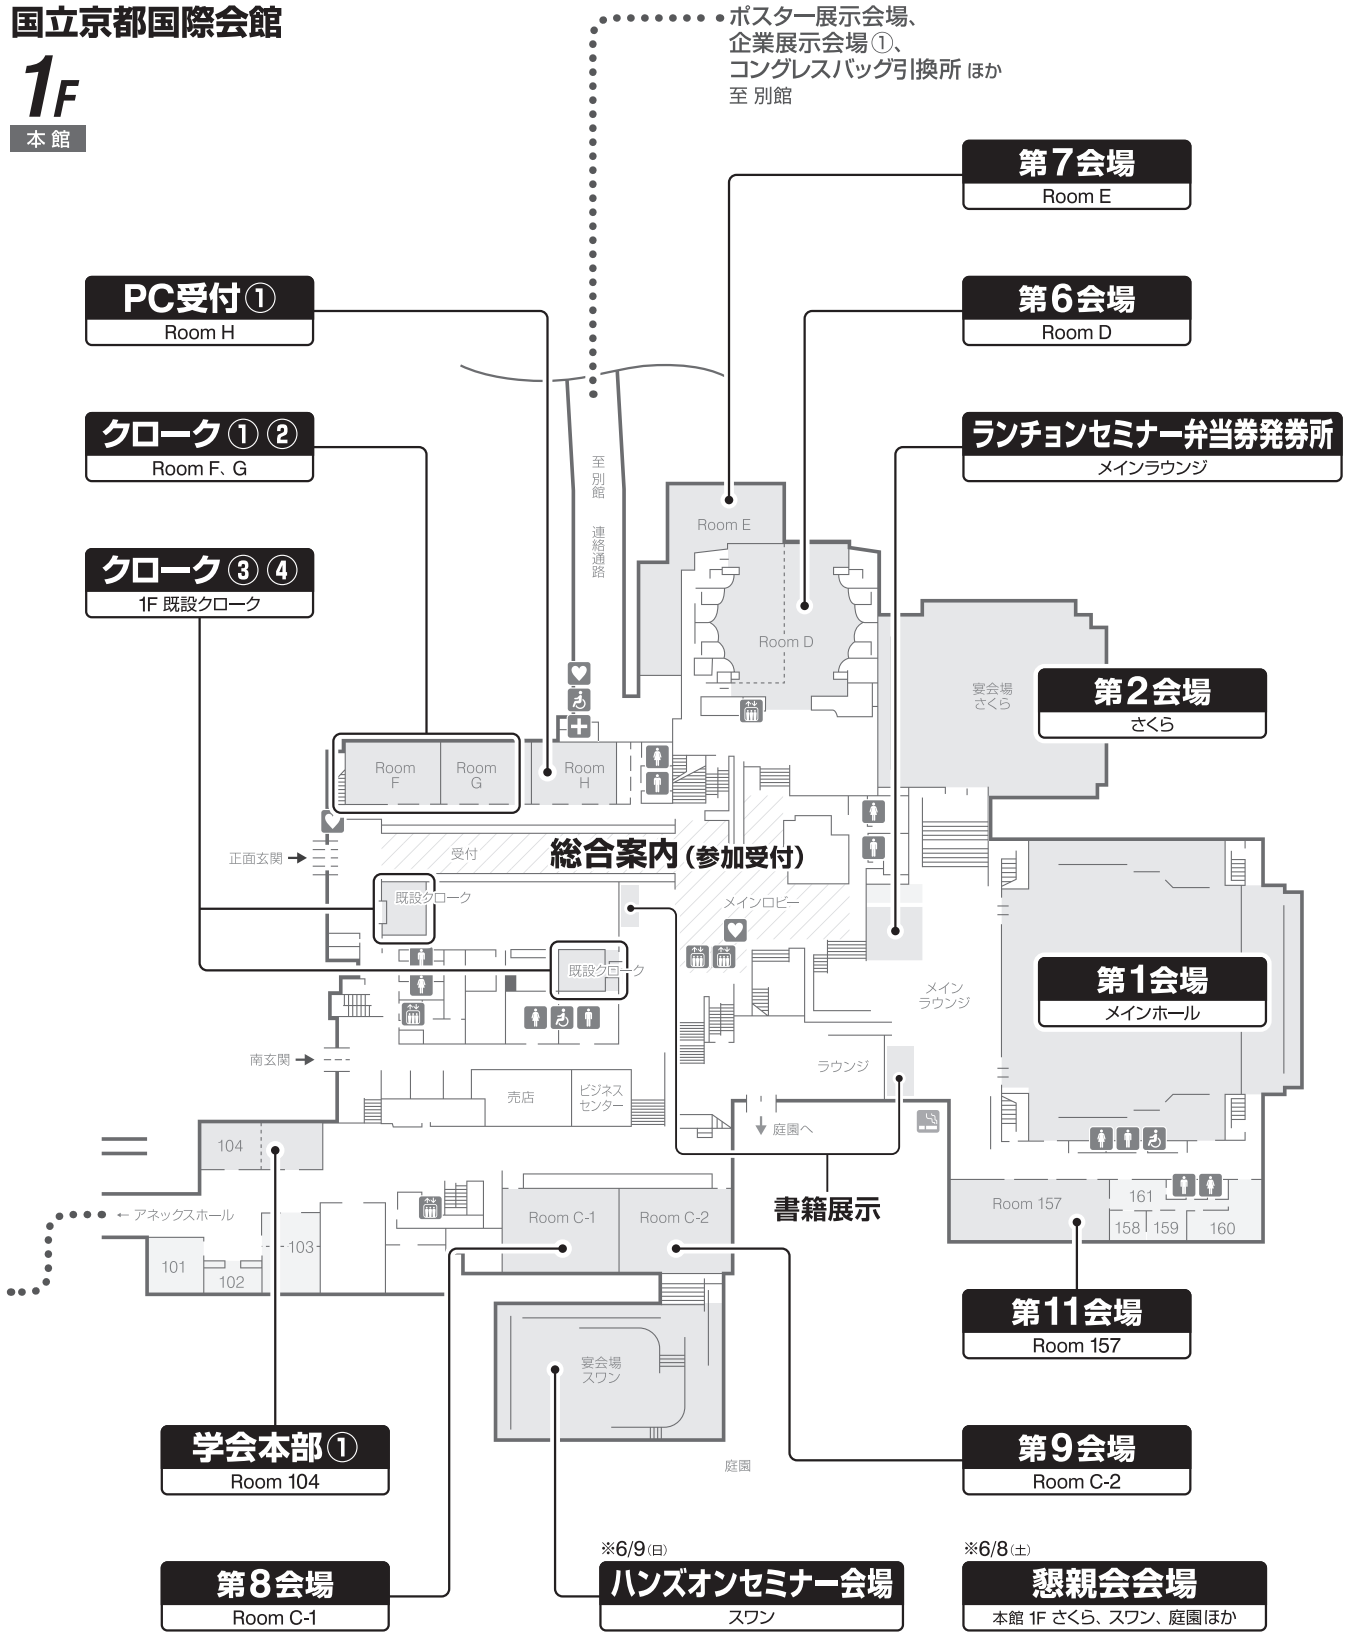 国立京都国際会館
1F
本館
ポスター展示会場、
企業展示会場①、
コングレスバッグ引換所 ほか
至 別館
第7会場
Room E
PC受付①
Room H
第6会場
Room D
クローク①②
Room F、G
ランチョンセミナー弁当券発券所
メインラウンジ
クローク③④
1F 既設クローク
至 別館 連絡通路
Room E
Room D
宴会場
さくら
第2会場
さくら
Room
F
Room
G
Room
H
正面玄関
受付
総合案内(参加受付)
既設クローク
メインロビー
既設クローク
メイン
ラウンジ
第1会場
メインホール
南玄関
ラウンジ
売店
ビジネス
センター
庭園へ
104
書籍展示
← アネックスホール
103
101
102
Room C-1
Room C-2
Room 157
161
158
159
160
第11会場
Room 157
宴会場
スワン
学会本部①
Room 104
庭園
第9会場
Room C-2
第8会場
Room C-1
※6/9(日)
ハンズオンセミナー会場
スワン
※6/8(土)
懇親会会場
本館 1F さくら、スワン、庭園ほか